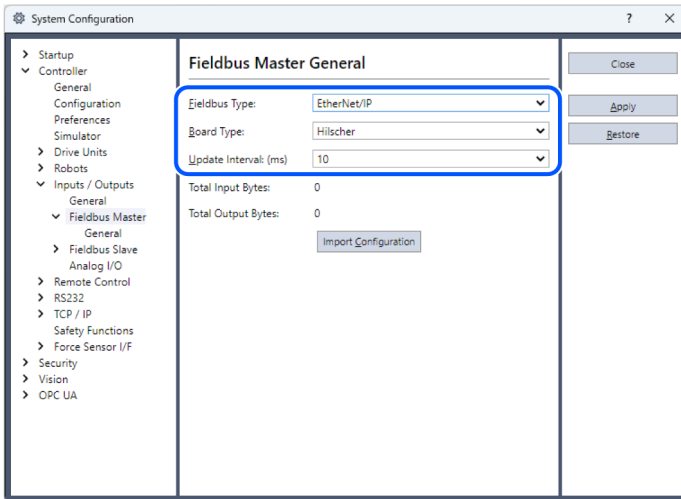 System Configuration
?
Startup
Controller
General
Configuration
Preferences
Simulator
Drive Units
Robots
Inputs / Outputs
General
Fieldbus Master
General
Fieldbus Slave
Analog I/O
Remote Control
RS232
TCP / IP
Safety Functions
Force Sensor I/F
Security
Vision
OPC UA
Fieldbus Master General
Fieldbus Type: EtherNet/IP
Board Type: Hilscher
Update Interval: (ms) 10
Total Input Bytes: 0
Total Output Bytes: 0
Import Configuration
Close
Apply
Restore